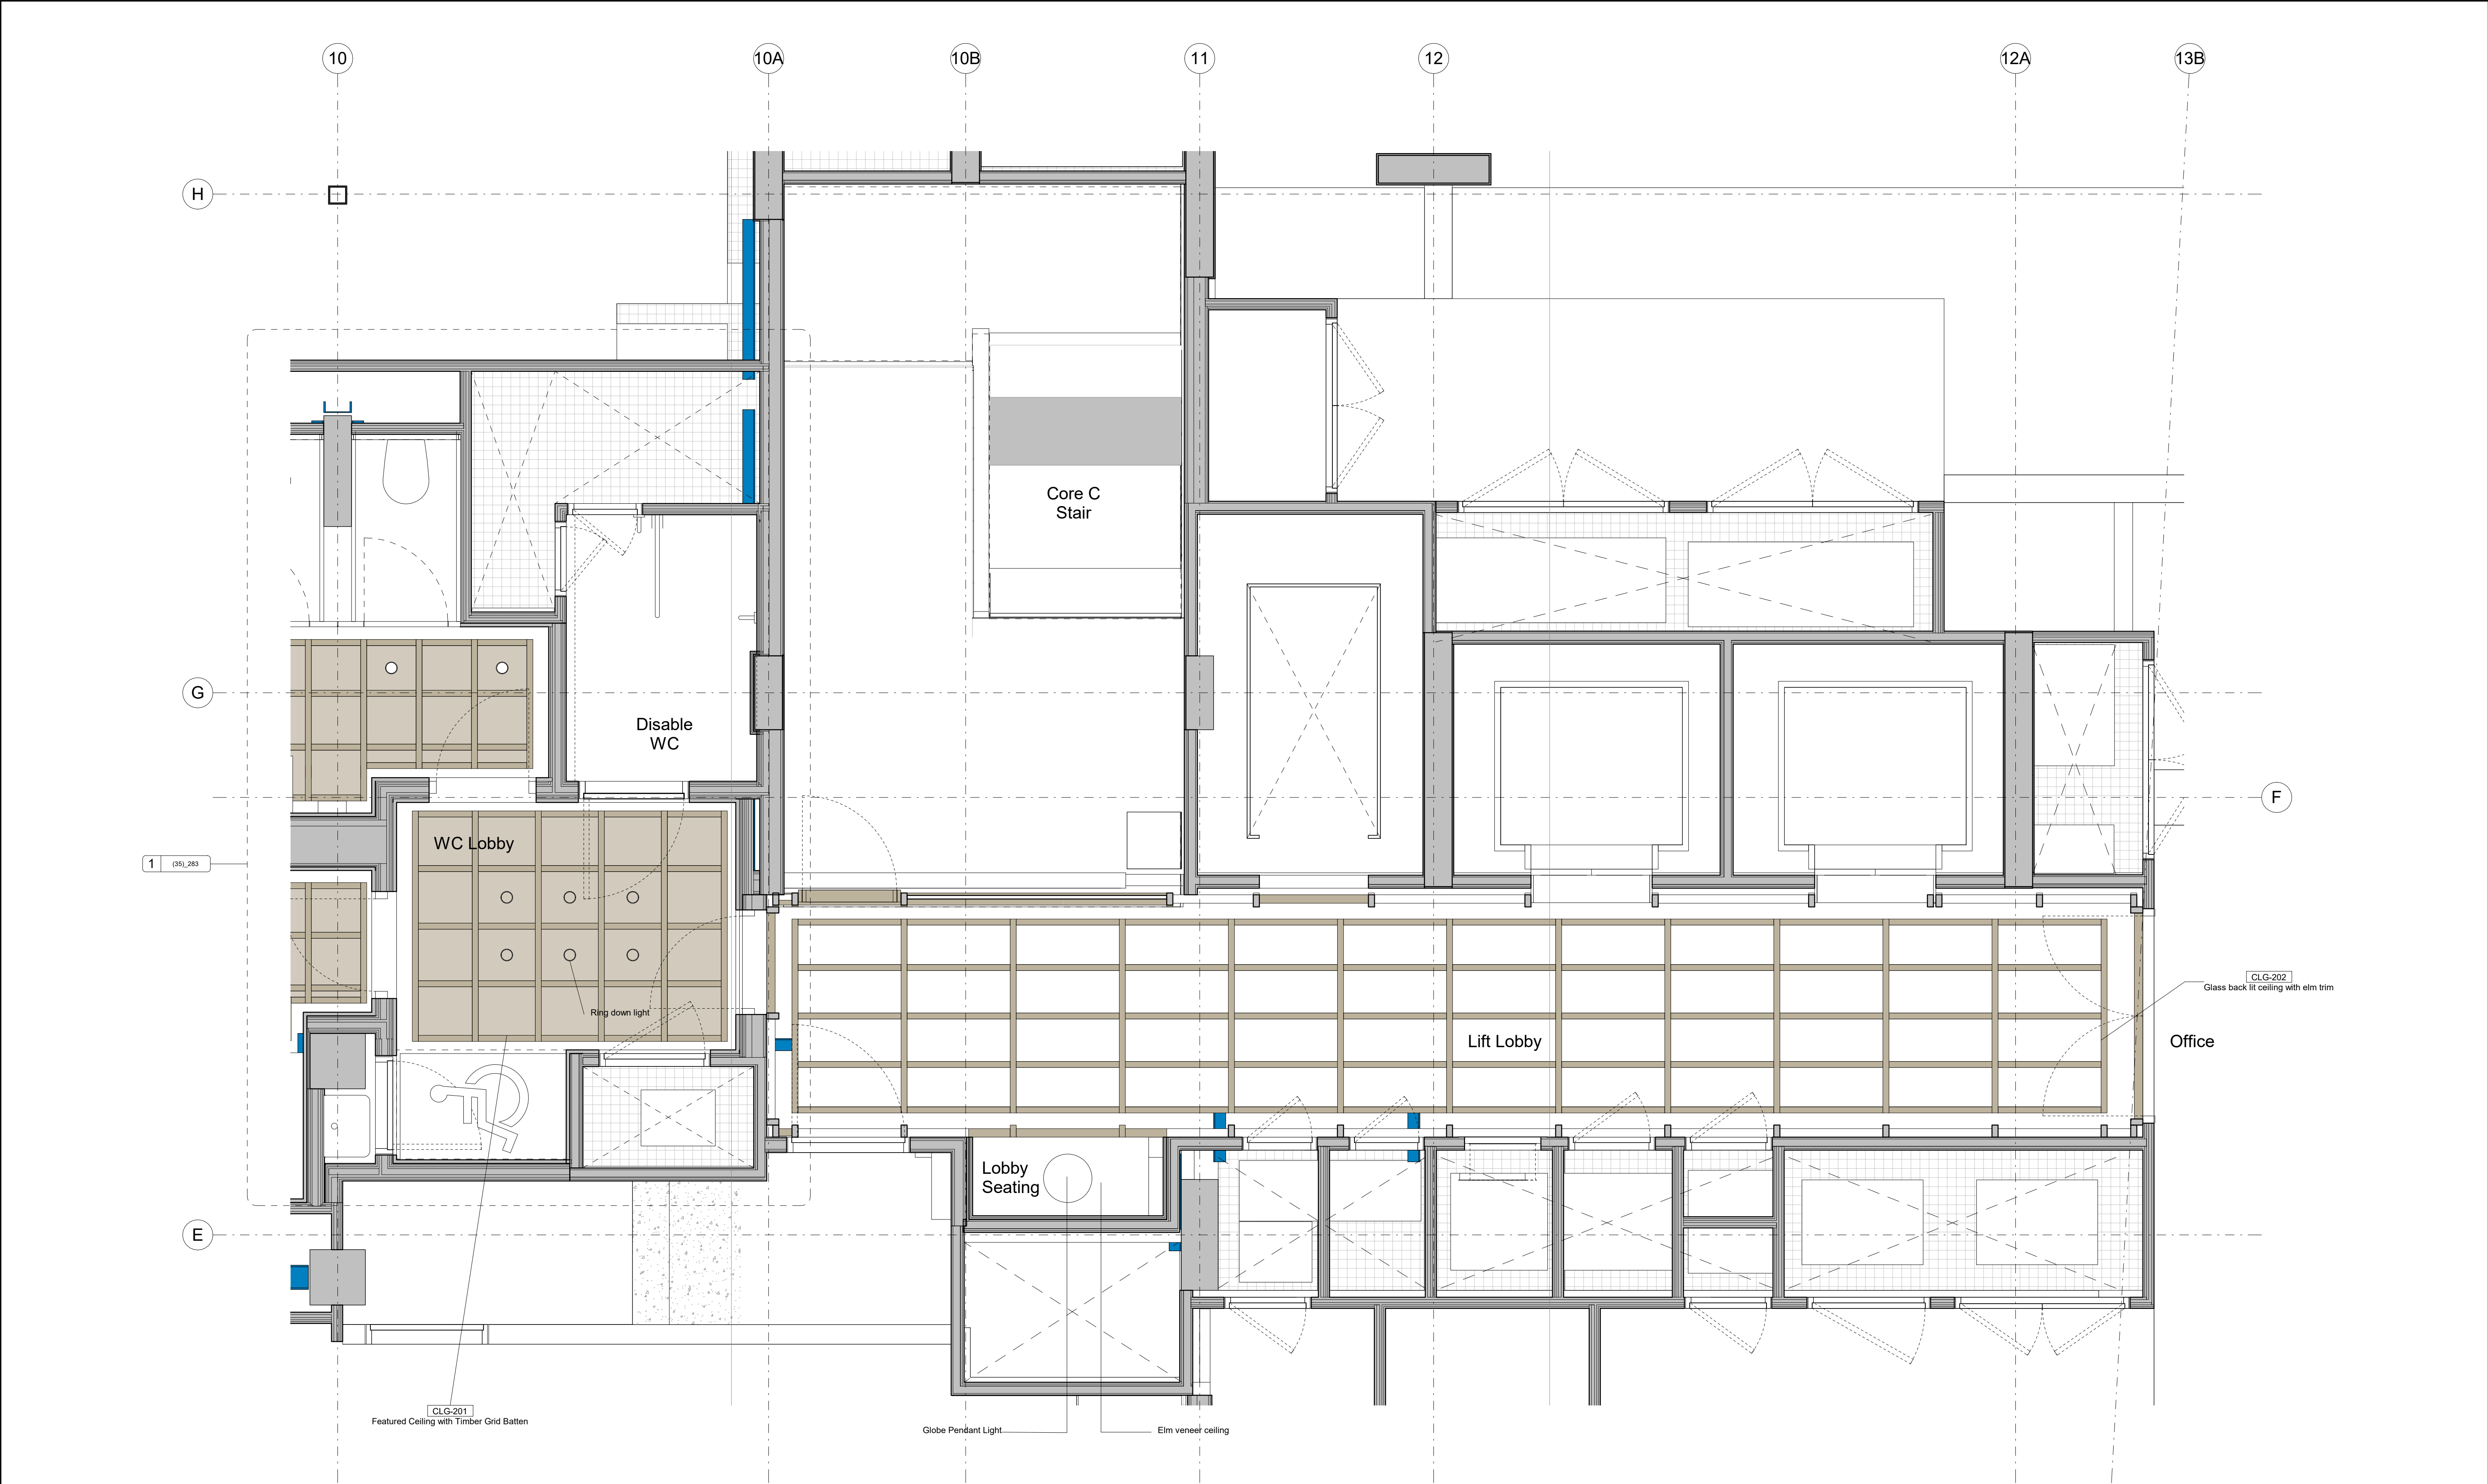 10
10A
10B
11
12
12A
13B
H
Core C
Stair
G
Disable
WC
F
WC Lobby
1
(35)_283
CLG-202
Glass back lit ceiling with elm trim
Ring down light
Lift Lobby
Office
Lobby
Seating
E
CLG-201
Featured Ceiling with Timber Grid Batten
Globe Pendant Light
Elm veneer ceiling